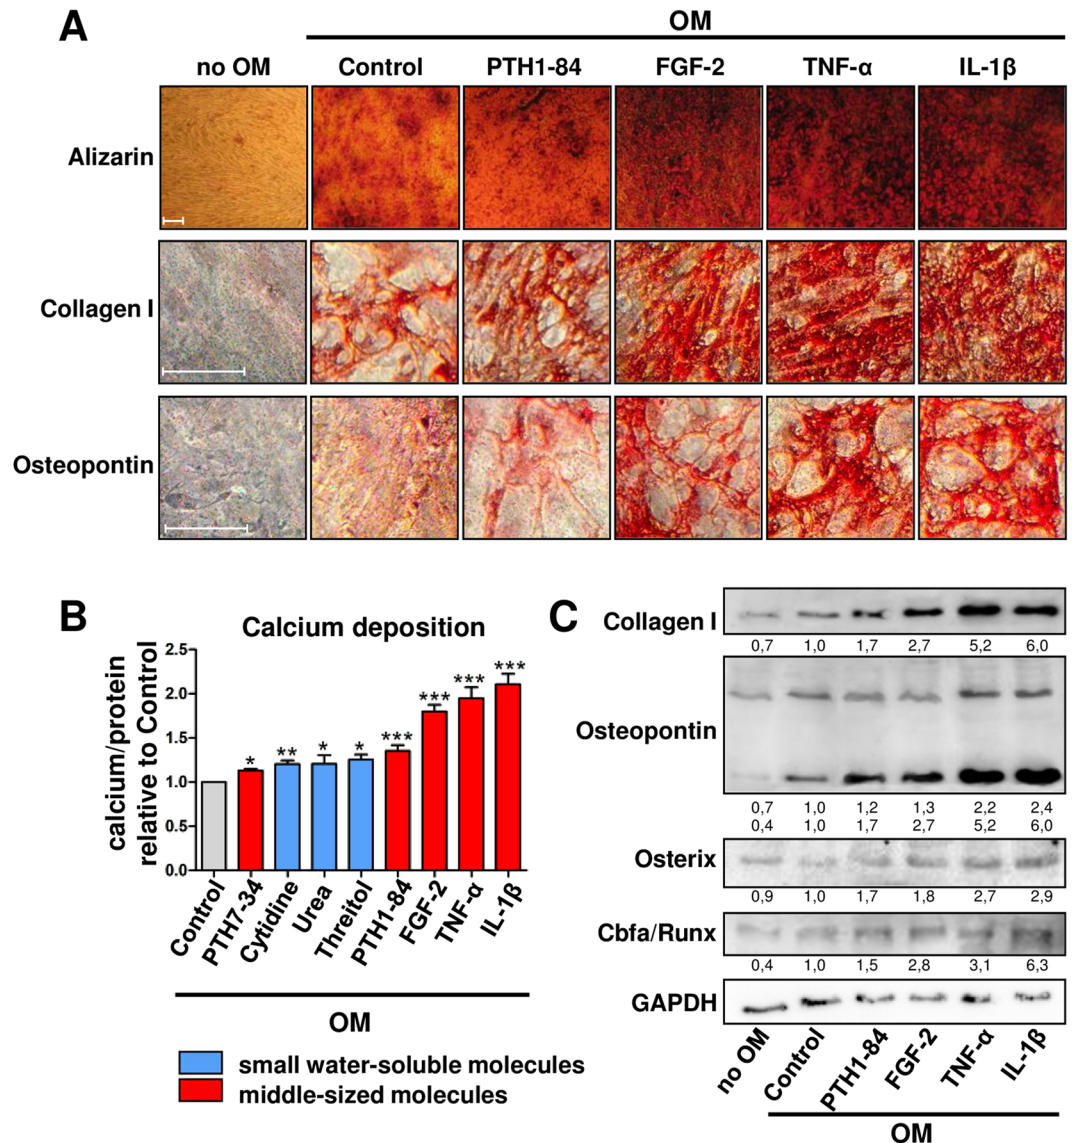 A
OM
no OM Control PTH1-84 FGF-2 TNF-α IL-1β
Alizarin
Collagen I
Osteopontin
B
Calcium deposition
calcium/protein
relative to Control
2.5
2.0
1.5
1.0
0.5
0.0
* ** * * *** *** *** ***
Control PTH7-34 Cytidine Urea Threitol PTH1-84 FGF-2 TNF-α IL-1β
OM
small water-soluble molecules
middle-sized molecules
C
Collagen I
0,7 1,0 1,7 2,7 5,2 6,0
Osteopontin
0,7 1,0 1,2 1,3 2,2 2,4
0,4 1,0 1,7 2,7 5,2 6,0
Osterix
0,9 1,0 1,7 1,8 2,7 2,9
Cbfa/Runx
0,4 1,0 1,5 2,8 3,1 6,3
GAPDH
no OM Control PTH1-84 FGF-2 TNF-α IL-1β
OM